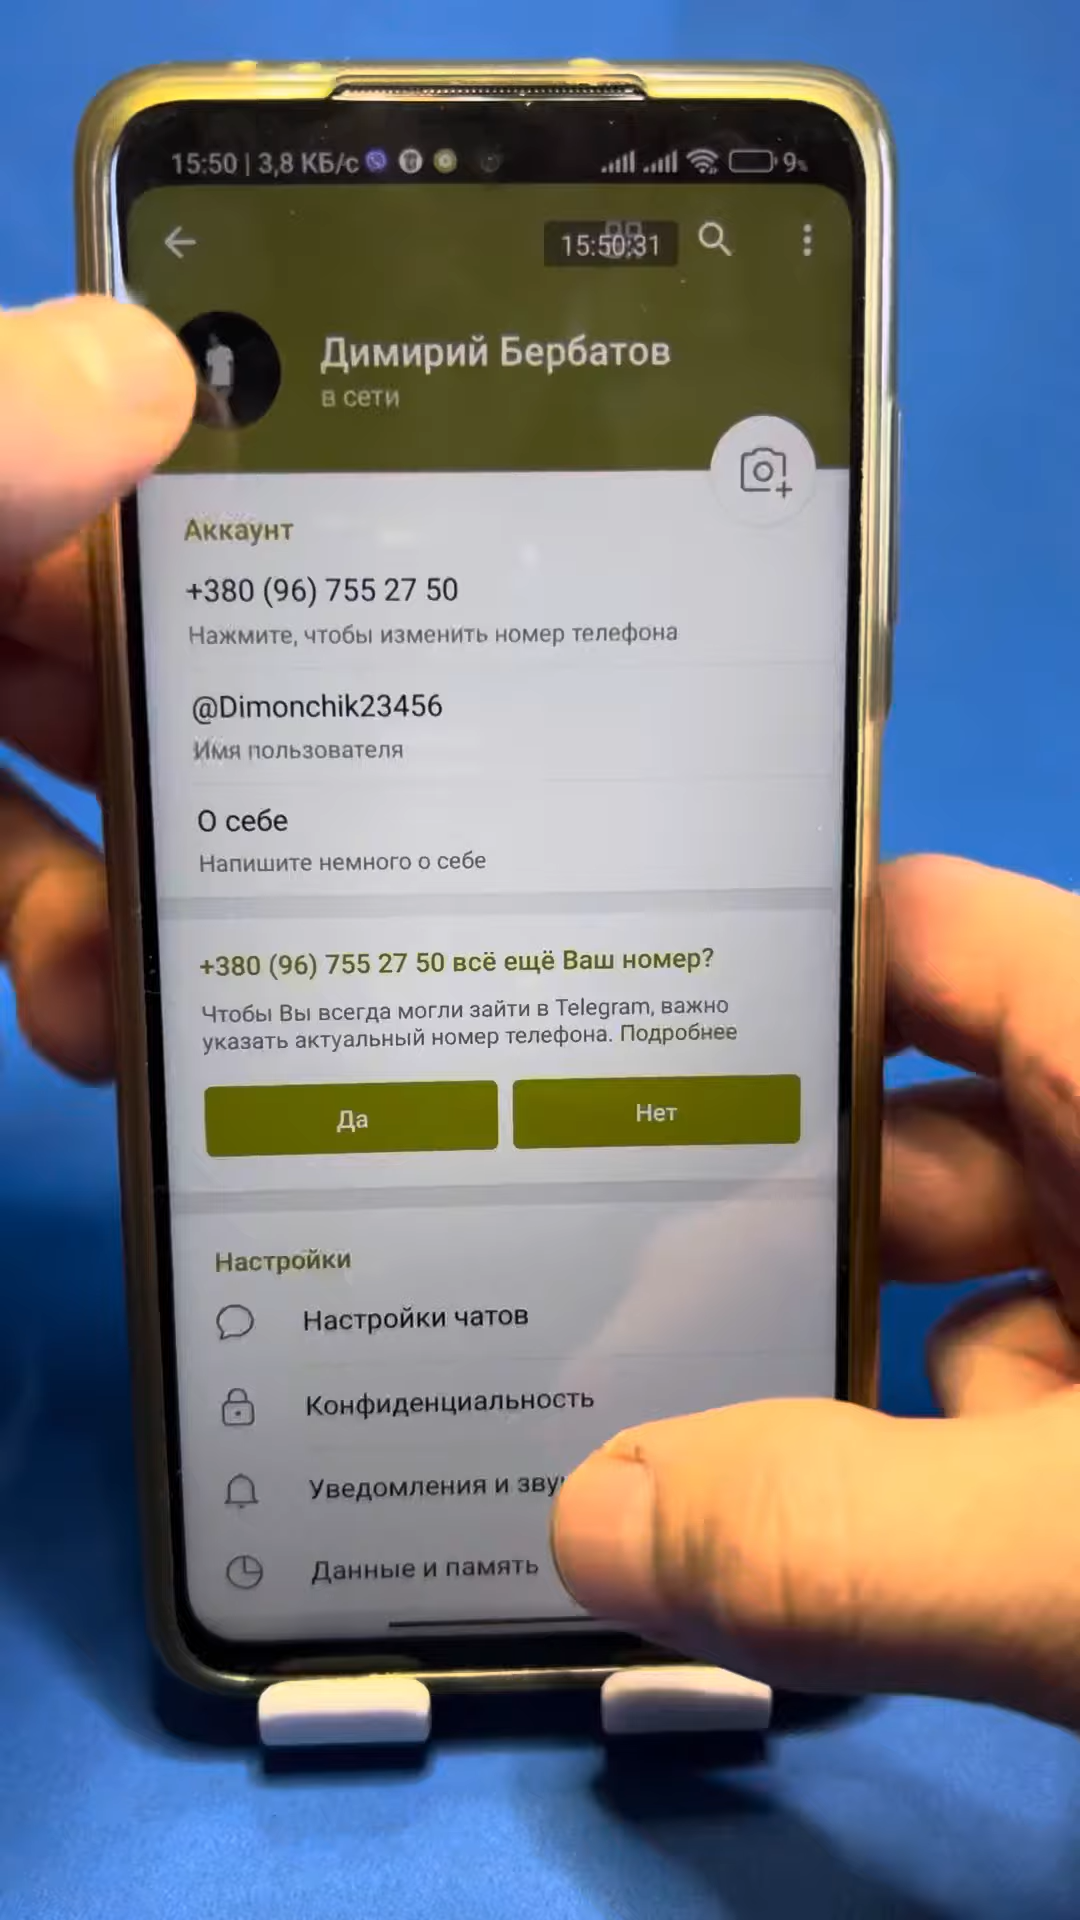 15:50 | 3,8 КБ/с 9%
15:50:31
Димирий Бербатов
в сети
Аккаунт
+380 (96) 755 27 50
Нажмите, чтобы изменить номер телефона
@Dimonchik23456
Имя пользователя
О себе
Напишите немного о себе
+380 (96) 755 27 50 всё ещё Ваш номер?
Чтобы Вы всегда могли зайти в Telegram, важно
указать актуальный номер телефона. Подробнее
Да Нет
Настройки
Настройки чатов
Конфиденциальность
Уведомления и
Данные и память